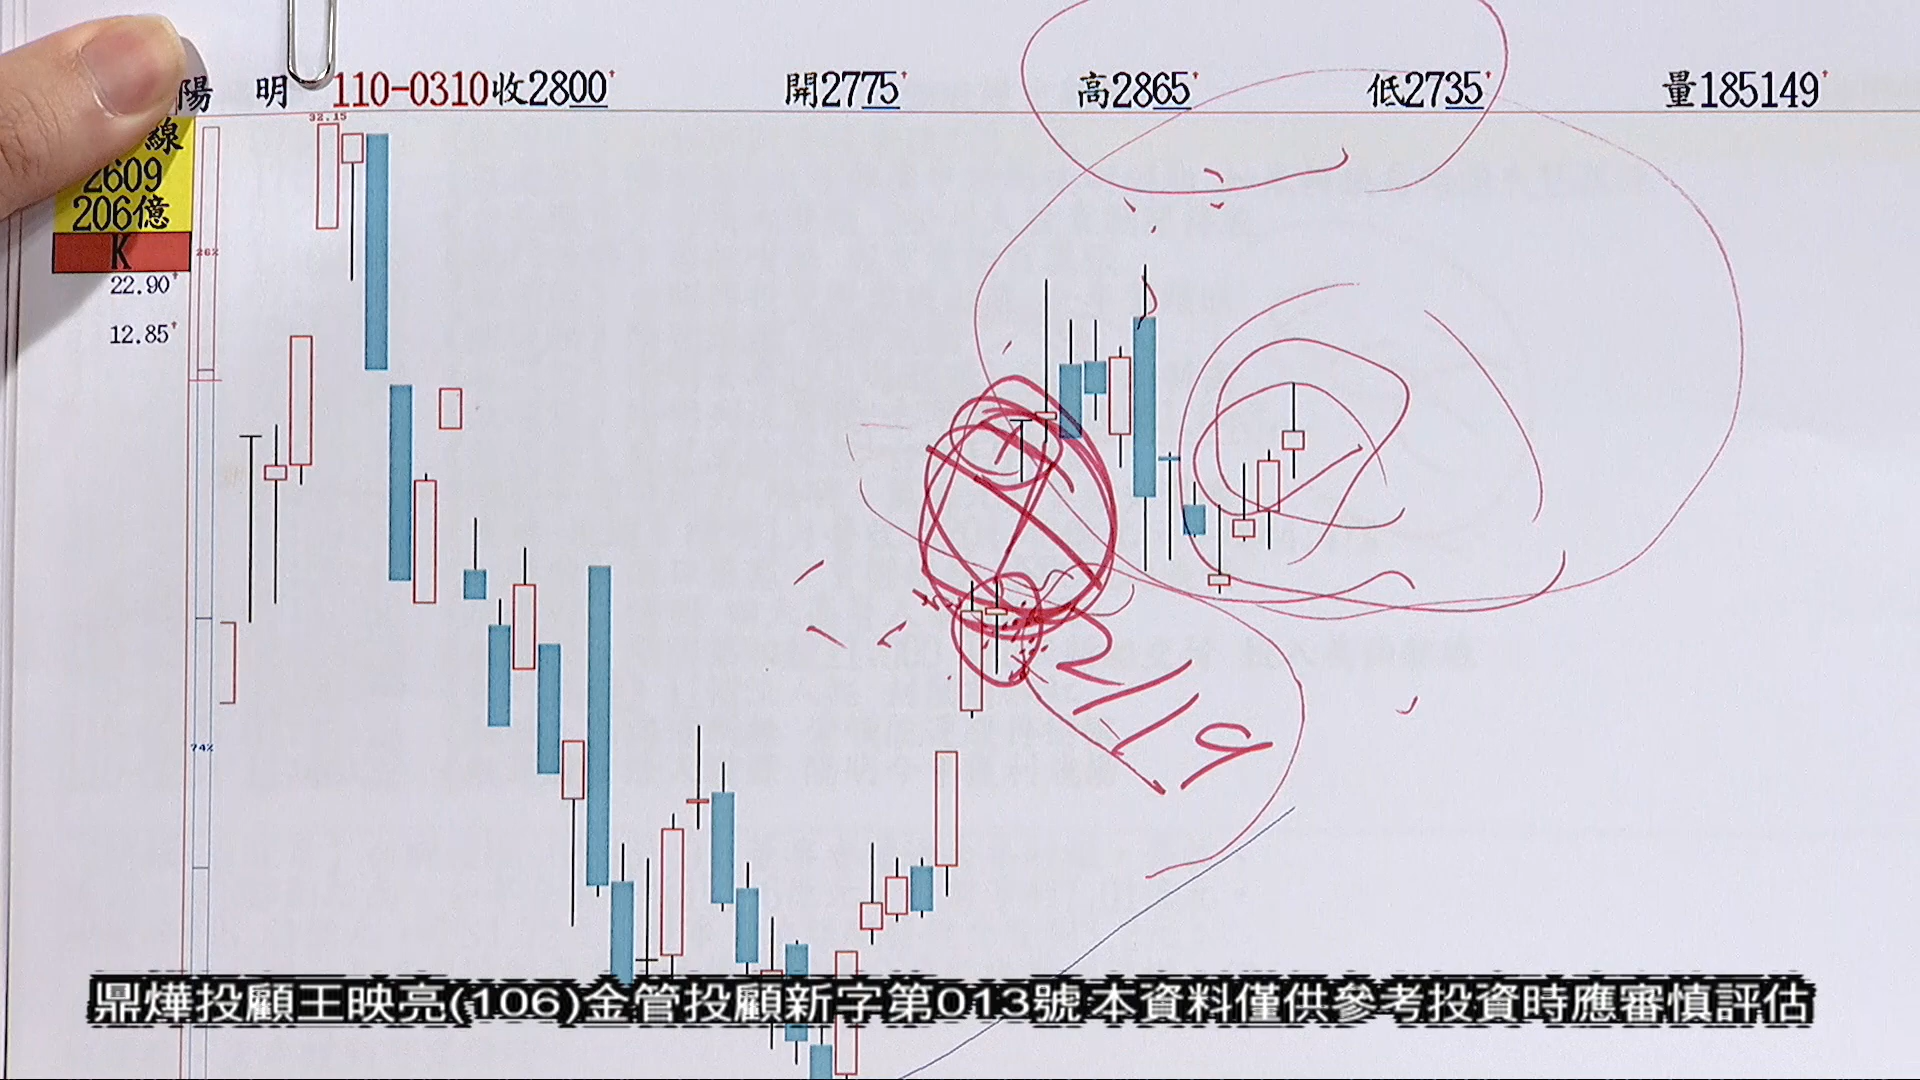 陽 明 110-0310收2800 開2775 高2865 低2735 量185149
線
2609
206億
K
22.90
12.85
32.15
26%
74%
2/19
鼎燁投顧王映亮(106)金管投顧新字第013號 本資料僅供參考投資時應審慎評估